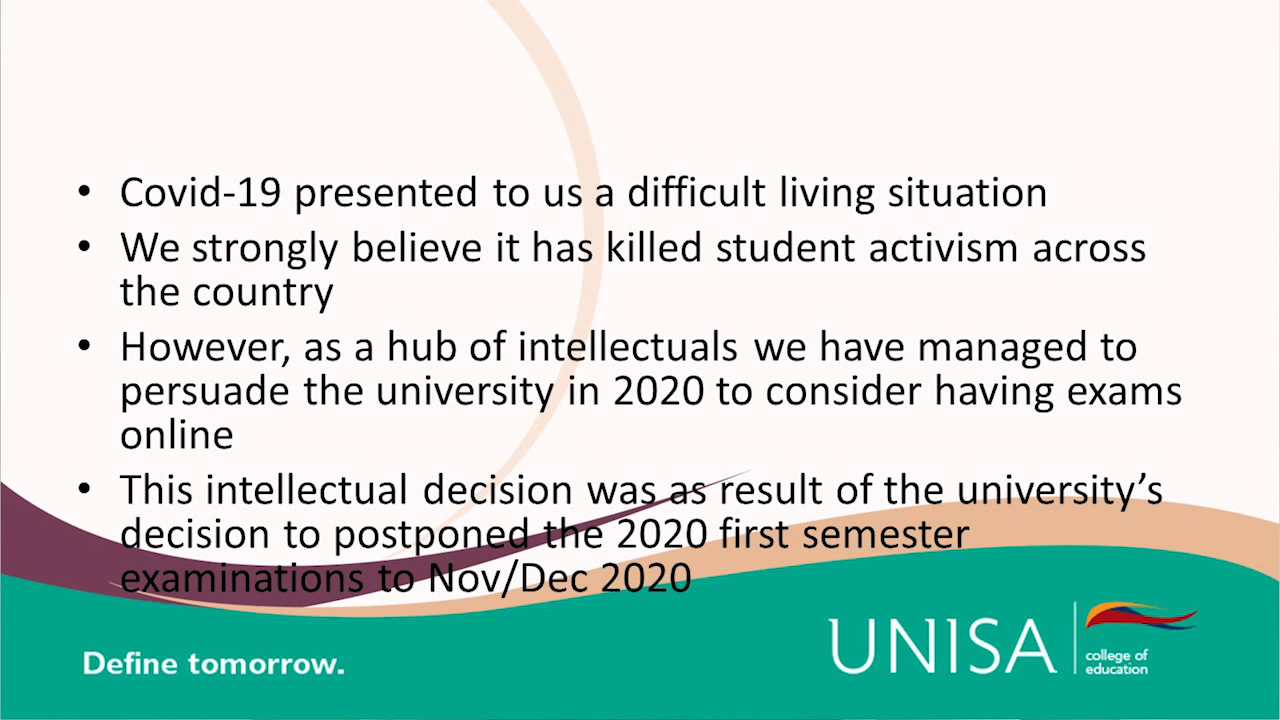 • Covid-19 presented to us a difficult living situation
• We strongly believe it has killed student activism across
the country
• However, as a hub of intellectuals we have managed to
persuade the university in 2020 to consider having exams
online
• This intellectual decision was as result of the university’s
decision to postponed the 2020 first semester
examinations to Nov/Dec 2020
Define tomorrow.
UNISA
college of
education